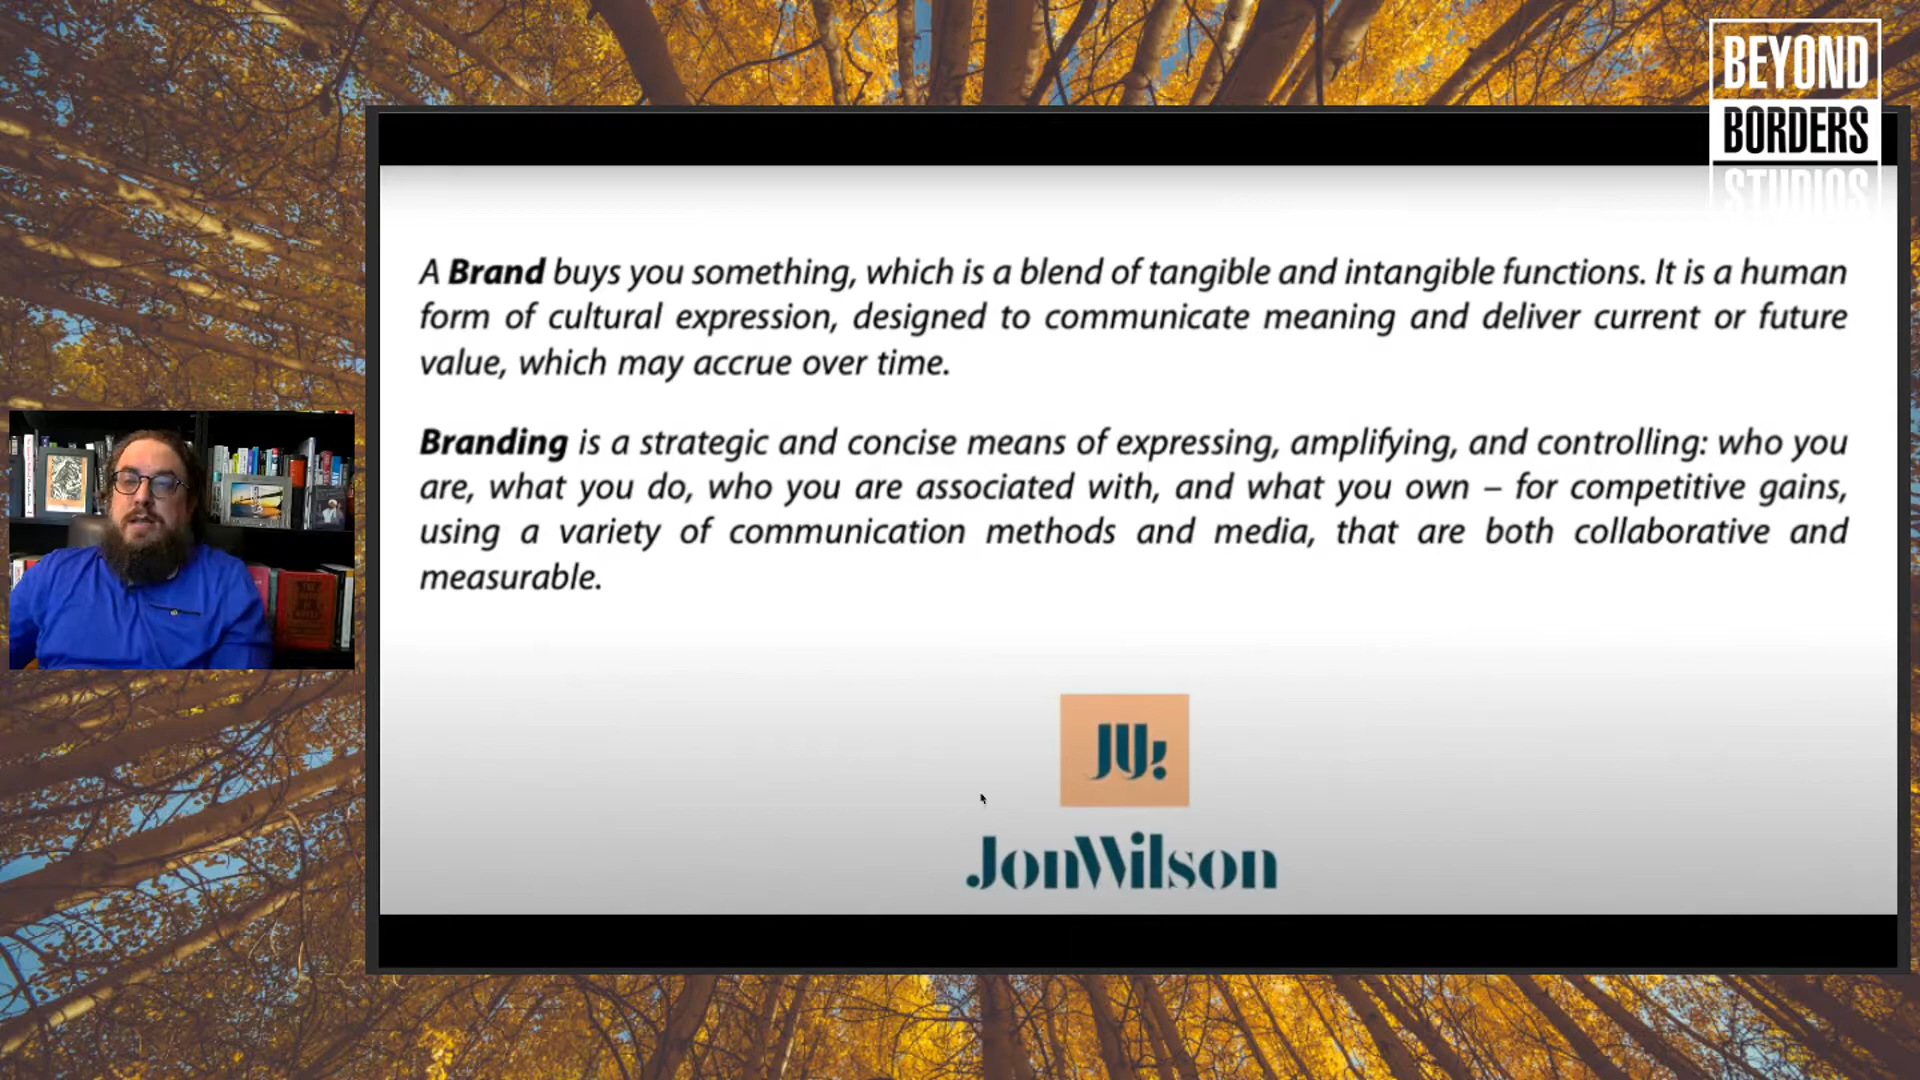 BEYOND
BORDERS
STUDIOS
A Brand buys you something, which is a blend of tangible and intangible functions. It is a human
form of cultural expression, designed to communicate meaning and deliver current or future
value, which may accrue over time.
Branding is a strategic and concise means of expressing, amplifying, and controlling: who you
are, what you do, who you are associated with, and what you own – for competitive gains,
using a variety of communication methods and media, that are both collaborative and
measurable.
JW!
JonWilson